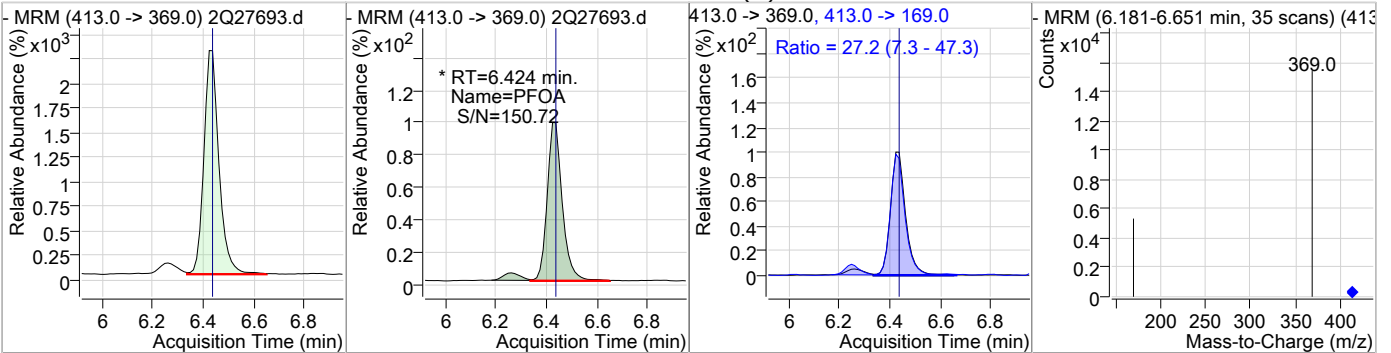 - MRM (413.0 -> 369.0) 2Q27693.d
x10³
Relative Abundance (%)
2
1.75
1.5
1.25
1
0.75
0.5
0.25
0
6 6.2 6.4 6.6 6.8
Acquisition Time (min)
- MRM (413.0 -> 369.0) 2Q27693.d
x10²
Relative Abundance (%)
* RT=6.424 min.
Name=PFOA
S/N=150.72
1.2
1
0.8
0.6
0.4
0.2
0
6 6.2 6.4 6.6 6.8
Acquisition Time (min)
413.0 -> 369.0, 413.0 -> 169.0
x10²
Relative Abundance (%)
Ratio = 27.2 (7.3 - 47.3)
1.6
1.4
1.2
1
0.8
0.6
0.4
0.2
0
6 6.2 6.4 6.6 6.8
Acquisition Time (min)
- MRM (6.181-6.651 min, 35 scans) (413
x10⁴
Counts
369.0
1.4
1.2
1
0.8
0.6
0.4
0.2
0
200 250 300 350 400
Mass-to-Charge (m/z)